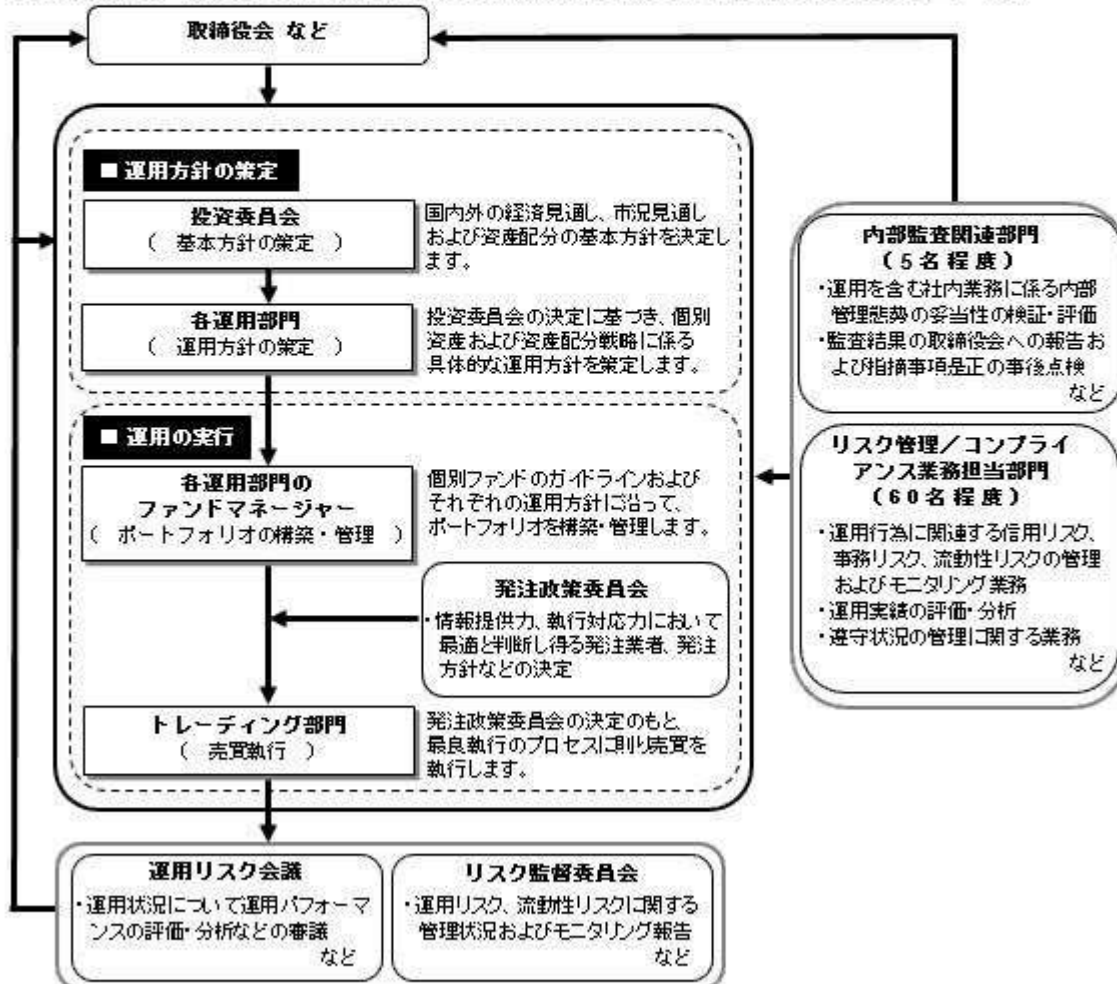 取締役会 など
■ 運用方針の策定
投資委員会
( 基本方針の策定 )
国内外の経済見通し、市況見通し
および資産配分の基本方針を決定し
ます。
各運用部門
( 運用方針の策定 )
投資委員会の決定に基づき、個別
資産および資産配分戦略に係る
具体的な運用方針を策定します。
■ 運用の実行
各運用部門の
ファンドマネージャー
( ポートフォリオの構築・管理 )
個別ファンドのガイドラインおよび
それぞれの運用方針に沿って、
ポートフォリオを構築・管理します。
発注政策委員会
・情報提供力、執行対応力において
最適と判断し得る発注業者、発注
方針などの決定
トレーディング部門
( 売買執行 )
発注政策委員会の決定のもと、
最良執行のプロセスに則り売買を
執行します。
内部監査関連部門
(5名程度)
・運用を含む社内業務に係る内部
管理態勢の妥当性の検証・評価
・監査結果の取締役会への報告お
よび指摘事項是正の事後点検
など
リスク管理/コンプライ
アンス業務担当部門
(60名程度)
・運用行為に関連する信用リスク、
事務リスク、流動性リスクの管理
およびモニタリング業務
・運用実績の評価・分析
・遵守状況の管理に関する業務
など
運用リスク会議
・運用状況について運用パフォーマ
ンスの評価・分析などの審議
など
リスク監督委員会
・運用リスク、流動性リスクに関する
管理状況およびモニタリング報告
など